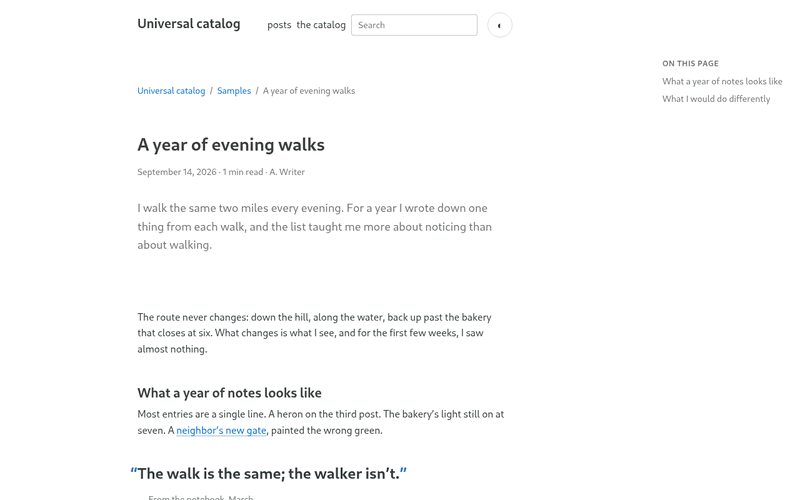 Universal catalog
posts the catalog
Search
ON THIS PAGE
What a year of notes looks like
What I would do differently
Universal catalog / Samples / A year of evening walks
A year of evening walks
September 14, 2026 · 1 min read · A. Writer
I walk the same two miles every evening. For a year I wrote down one
thing from each walk, and the list taught me more about noticing than
about walking.
The route never changes: down the hill, along the water, back up past the bakery
that closes at six. What changes is what I see, and for the first few weeks, I saw
almost nothing.
What a year of notes looks like
Most entries are a single line. A heron on the third post. The bakery’s light still on at
seven. A neighbor’s new gate, painted the wrong green.
“The walk is the same; the walker isn’t.”
From the notebook, March